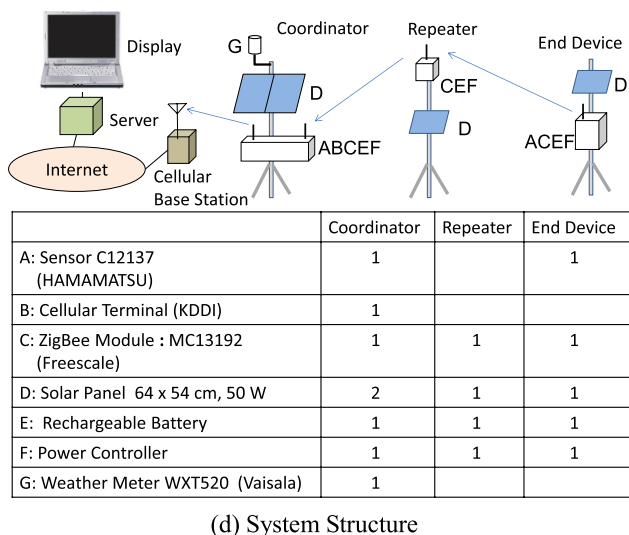 Display
Server
Internet
Cellular
Base Station
G
Coordinator
D
ABCEF
Repeater
CEF
D
End Device
D
ACEF
Coordinator Repeater End Device
A: Sensor C12137 1 1
(HAMAMATSU)
B: Cellular Terminal (KDDI) 1
C: ZigBee Module : MC13192 1 1 1
(Freescale)
D: Solar Panel 64 x 54 cm, 50 W 2 1 1
E: Rechargeable Battery 1 1 1
F: Power Controller 1 1 1
G: Weather Meter WXT520 (Vaisala) 1
(d) System Structure